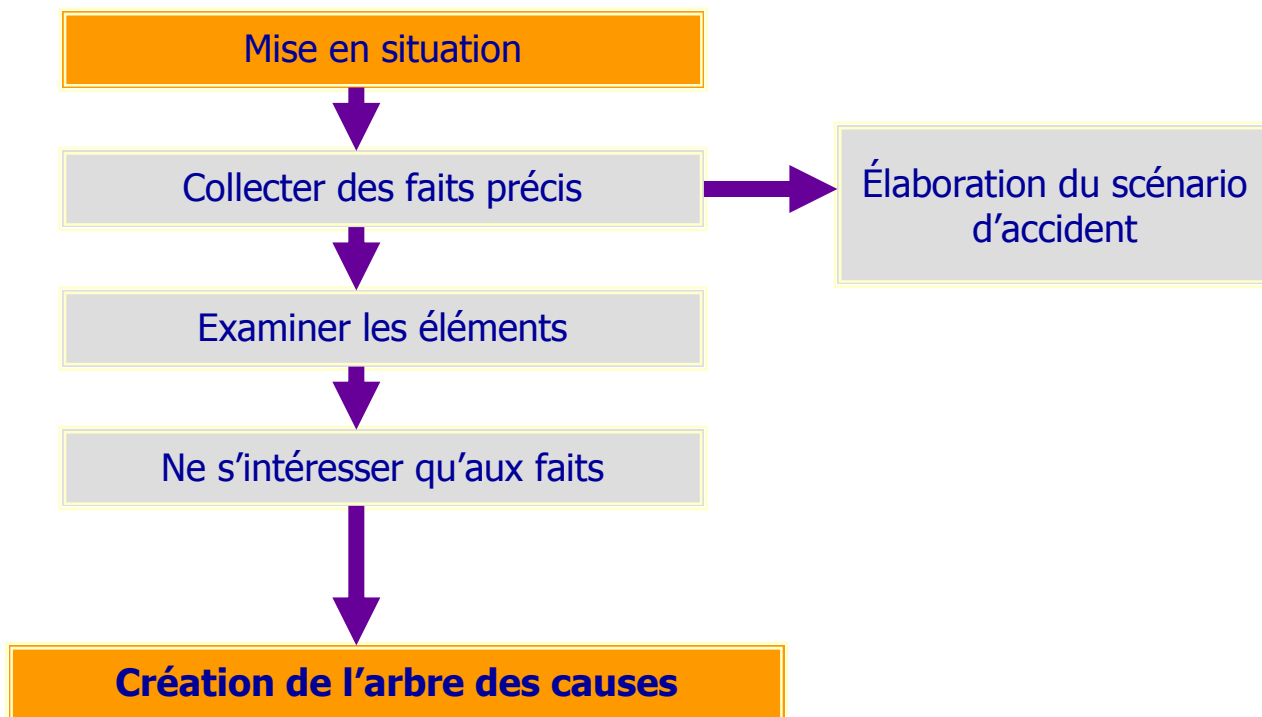 Mise en situation
Collecter des faits précis
Élaboration du scénario
d’accident
Examiner les éléments
Ne s’intéresser qu’aux faits
Création de l’arbre des causes